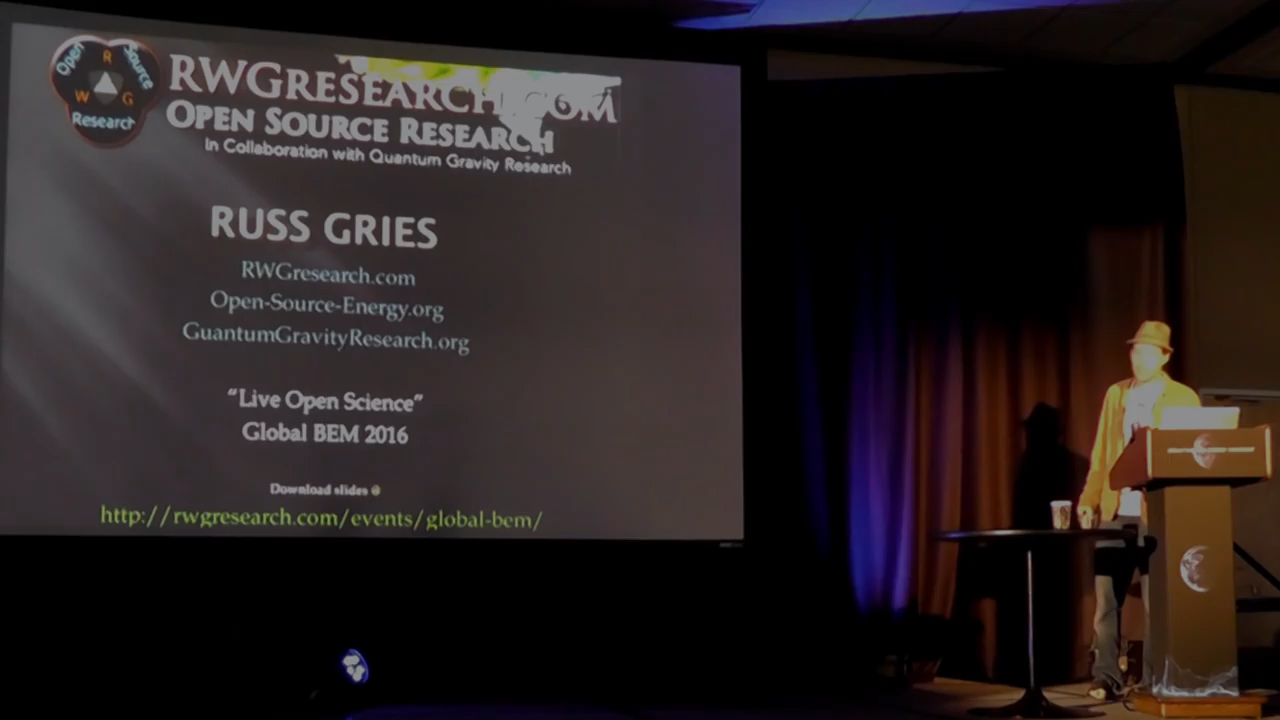 Open Source
R
W G
Research
RWGRESEARCH.COM
OPEN SOURCE RESEARCH
In Collaboration with Quantum Gravity Research
RUSS GRIES
RWGresearch.com
Open-Source-Energy.org
GuantumGravityResearch.org
“Live Open Science”
Global BEM 2016
Download slides @
http://rwgresearch.com/events/global-bem/